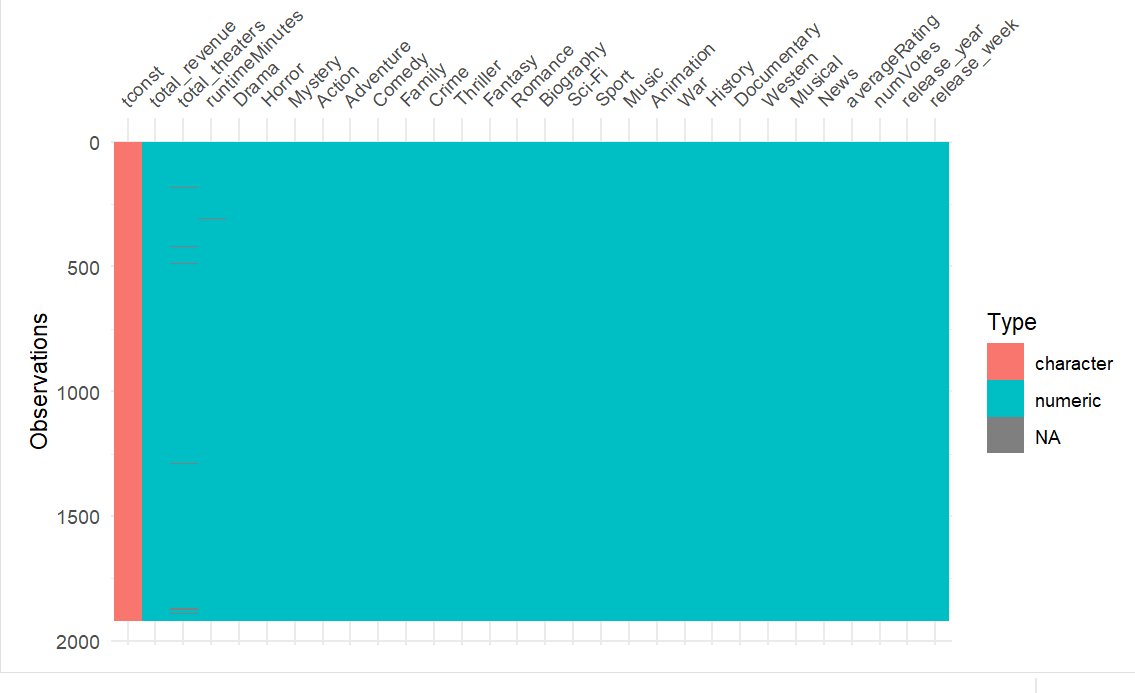 tconst
total_revenue
total_theaters
runtimeMinutes
Drama
Horror
Mystery
Action
Adventure
Comedy
Family
Crime
Thriller
Fantasy
Romance
Biography
Sci-Fi
Sport
Music
Animation
War
History
Documentary
Western
Musical
News
averageRating
numVotes
release_year
release_week
0
500
1000
1500
2000
Observations
Type
character
numeric
NA